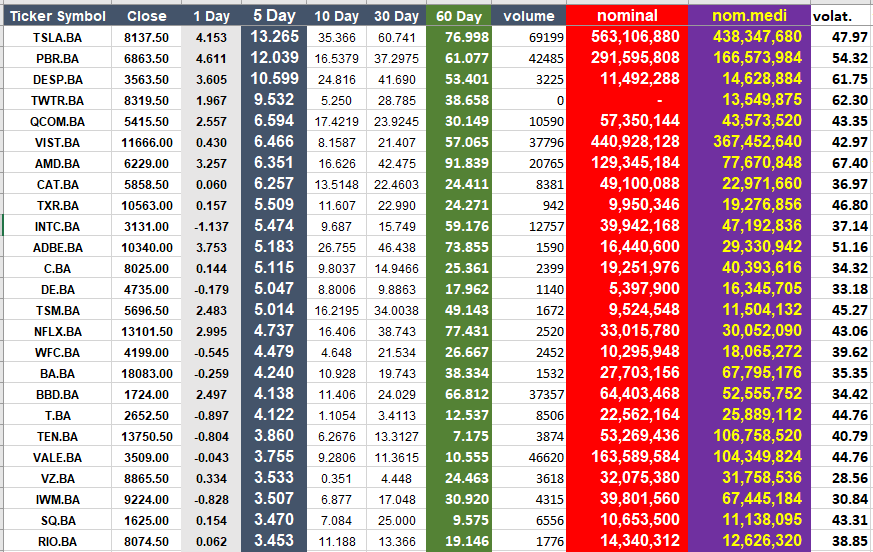 Ticker Symbol Close 1 Day 5 Day 10 Day 30 Day 60 Day volume nominal nom.medi volat.
TSLA.BA 8137.50 4.153 13.265 35.366 60.741 76.998 69199 563,106,880 438,347,680 47.97
PBR.BA 6863.50 4.611 12.039 16.5379 37.2975 61.077 42485 291,595,808 166,573,984 54.32
DESP.BA 3563.50 3.605 10.599 24.816 41.690 53.401 3225 11,492,288 14,628,884 61.75
TWTR.BA 8319.50 1.967 9.532 5.250 28.785 38.658 0 - 13,549,875 62.30
QCOM.BA 5415.50 2.557 6.594 17.4219 23.9245 30.149 10590 57,350,144 43,573,520 43.35
VIST.BA 11666.00 0.430 6.466 8.1587 21.407 57.065 37796 440,928,128 367,452,640 42.97
AMD.BA 6229.00 3.257 6.351 16.626 42.475 91.839 20765 129,345,184 77,670,848 67.40
CAT.BA 5858.50 0.060 6.257 13.5148 22.4603 24.411 8381 49,100,088 22,971,660 36.97
TXR.BA 10563.00 0.157 5.509 11.607 22.990 24.271 942 9,950,346 19,276,856 46.80
INTC.BA 3131.00 -1.137 5.474 9.687 15.749 59.176 12757 39,942,168 47,192,836 37.14
ADBE.BA 10340.00 3.753 5.183 26.755 46.438 73.855 1590 16,440,600 29,330,942 51.16
C.BA 8025.00 0.144 5.115 9.8037 14.9466 25.361 2399 19,251,976 40,393,616 34.32
DE.BA 4735.00 -0.179 5.047 8.8006 9.8863 17.962 1140 5,397,900 16,345,705 33.18
TSM.BA 5696.50 2.483 5.014 16.2195 34.0038 49.143 1672 9,524,548 11,504,132 45.27
NFLX.BA 13101.50 2.995 4.737 16.406 38.743 77.431 2520 33,015,780 30,052,090 43.06
WFC.BA 4199.00 -0.545 4.479 4.648 21.534 26.667 2452 10,295,948 18,065,272 39.62
BA.BA 18083.00 -0.259 4.240 10.928 19.743 38.334 1532 27,703,156 67,795,176 35.35
BBD.BA 1724.00 2.497 4.138 11.406 24.029 66.812 37357 64,403,468 52,555,752 34.42
T.BA 2652.50 -0.897 4.122 1.1054 3.4113 12.537 8506 22,562,164 25,889,112 44.76
TEN.BA 13750.50 -0.804 3.860 6.2676 13.3127 7.175 3874 53,269,436 106,758,520 40.79
VALE.BA 3509.00 -0.043 3.755 9.2806 11.3615 10.555 46620 163,589,584 104,349,824 44.76
VZ.BA 8865.50 0.334 3.533 0.351 4.448 24.463 3618 32,075,380 31,758,536 28.56
IWM.BA 9224.00 -0.828 3.507 6.877 17.048 30.920 4315 39,801,560 67,445,184 30.84
SQ.BA 1625.00 0.154 3.470 7.084 25.000 9.575 6556 10,653,500 11,138,095 43.31
RIO.BA 8074.50 0.062 3.453 11.188 13.366 19.146 1776 14,340,312 12,626,320 38.85